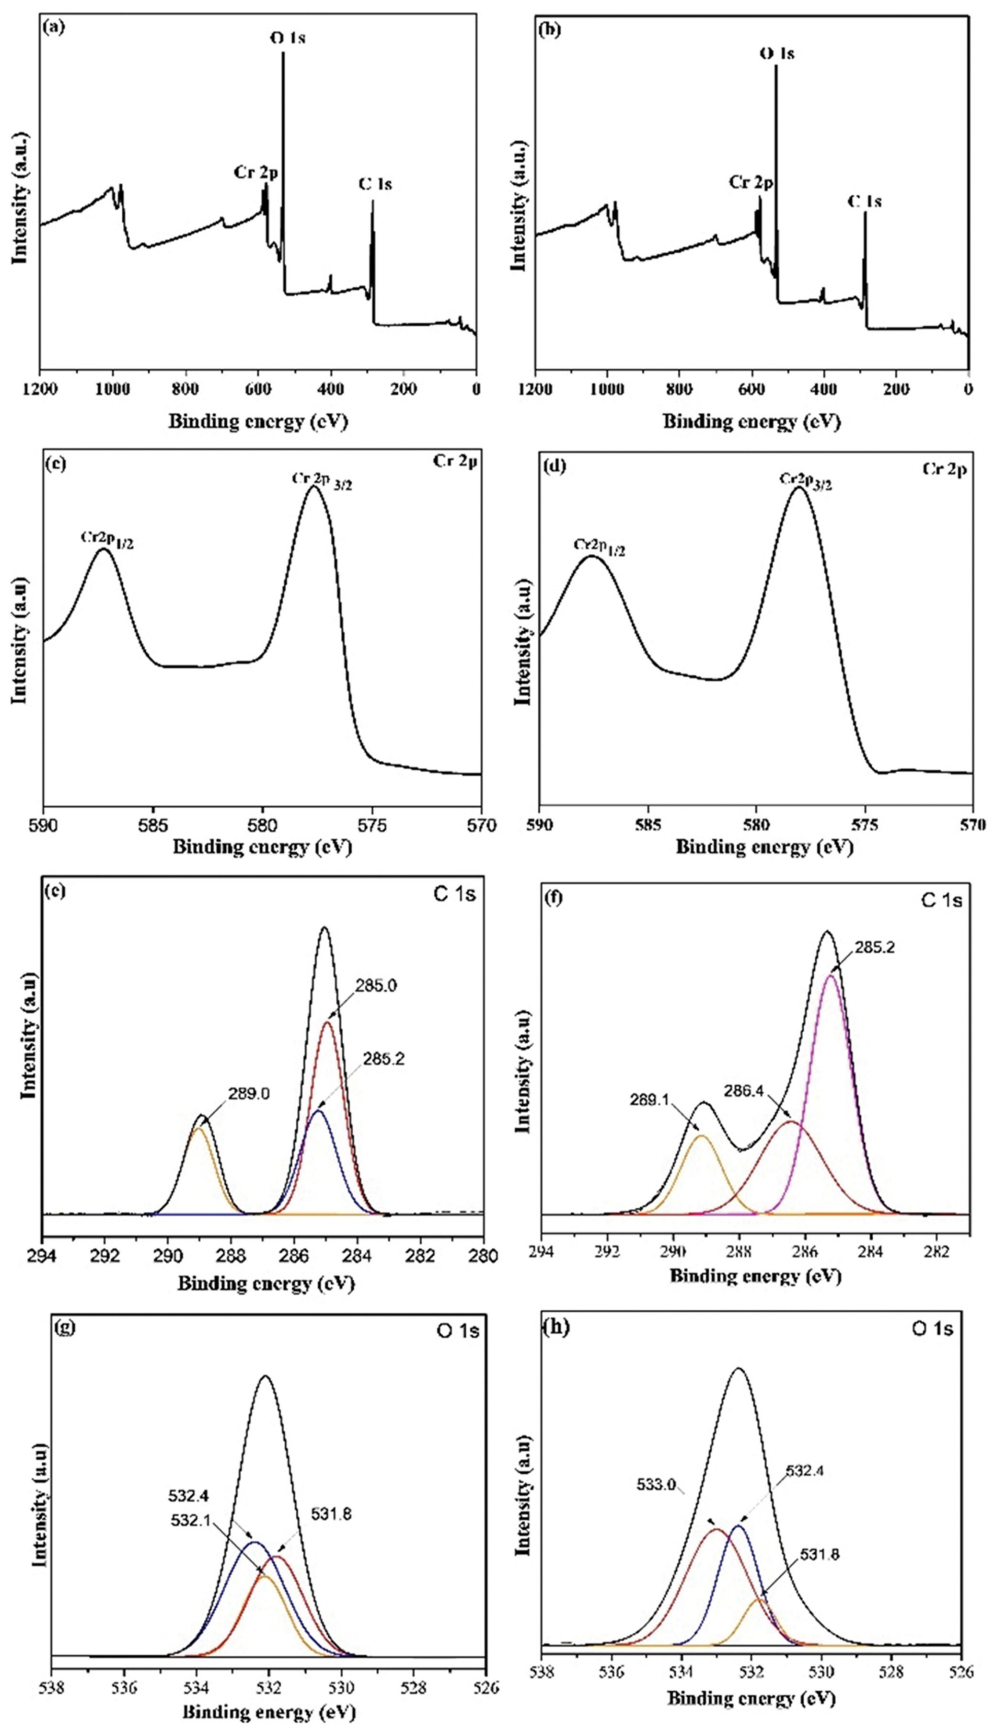 (a)
O 1s
Cr 2p
C 1s
Intensity (a.u.)
1200 1000 800 600 400 200 0
Binding energy (eV)
(b)
O 1s
Cr 2p
C 1s
Intensity (a.u.)
1200 1000 800 600 400 200 0
Binding energy (eV)
(c)
Cr 2p
Cr 2p 3/2
Cr2p1/2
Intensity (a.u)
590 585 580 575 570
Binding energy (eV)
(d)
Cr 2p
Cr2p3/2
Cr2p1/2
Intensity (a.u)
590 585 580 575 570
Binding energy (eV)
(e)
C 1s
285.0
285.2
289.0
Intensity (a.u)
294 292 290 288 286 284 282 280
Binding energy (eV)
(f)
C 1s
285.2
286.4
289.1
Intensity (a.u)
294 292 290 288 286 284 282
Binding energy (eV)
(g)
O 1s
532.4
532.1
531.8
Intensity (a.u)
538 536 534 532 530 528 526
Binding energy (eV)
(h)
O 1s
533.0
532.4
531.8
Intensity (a.u)
538 536 534 532 530 528 526
Binding energy (eV)